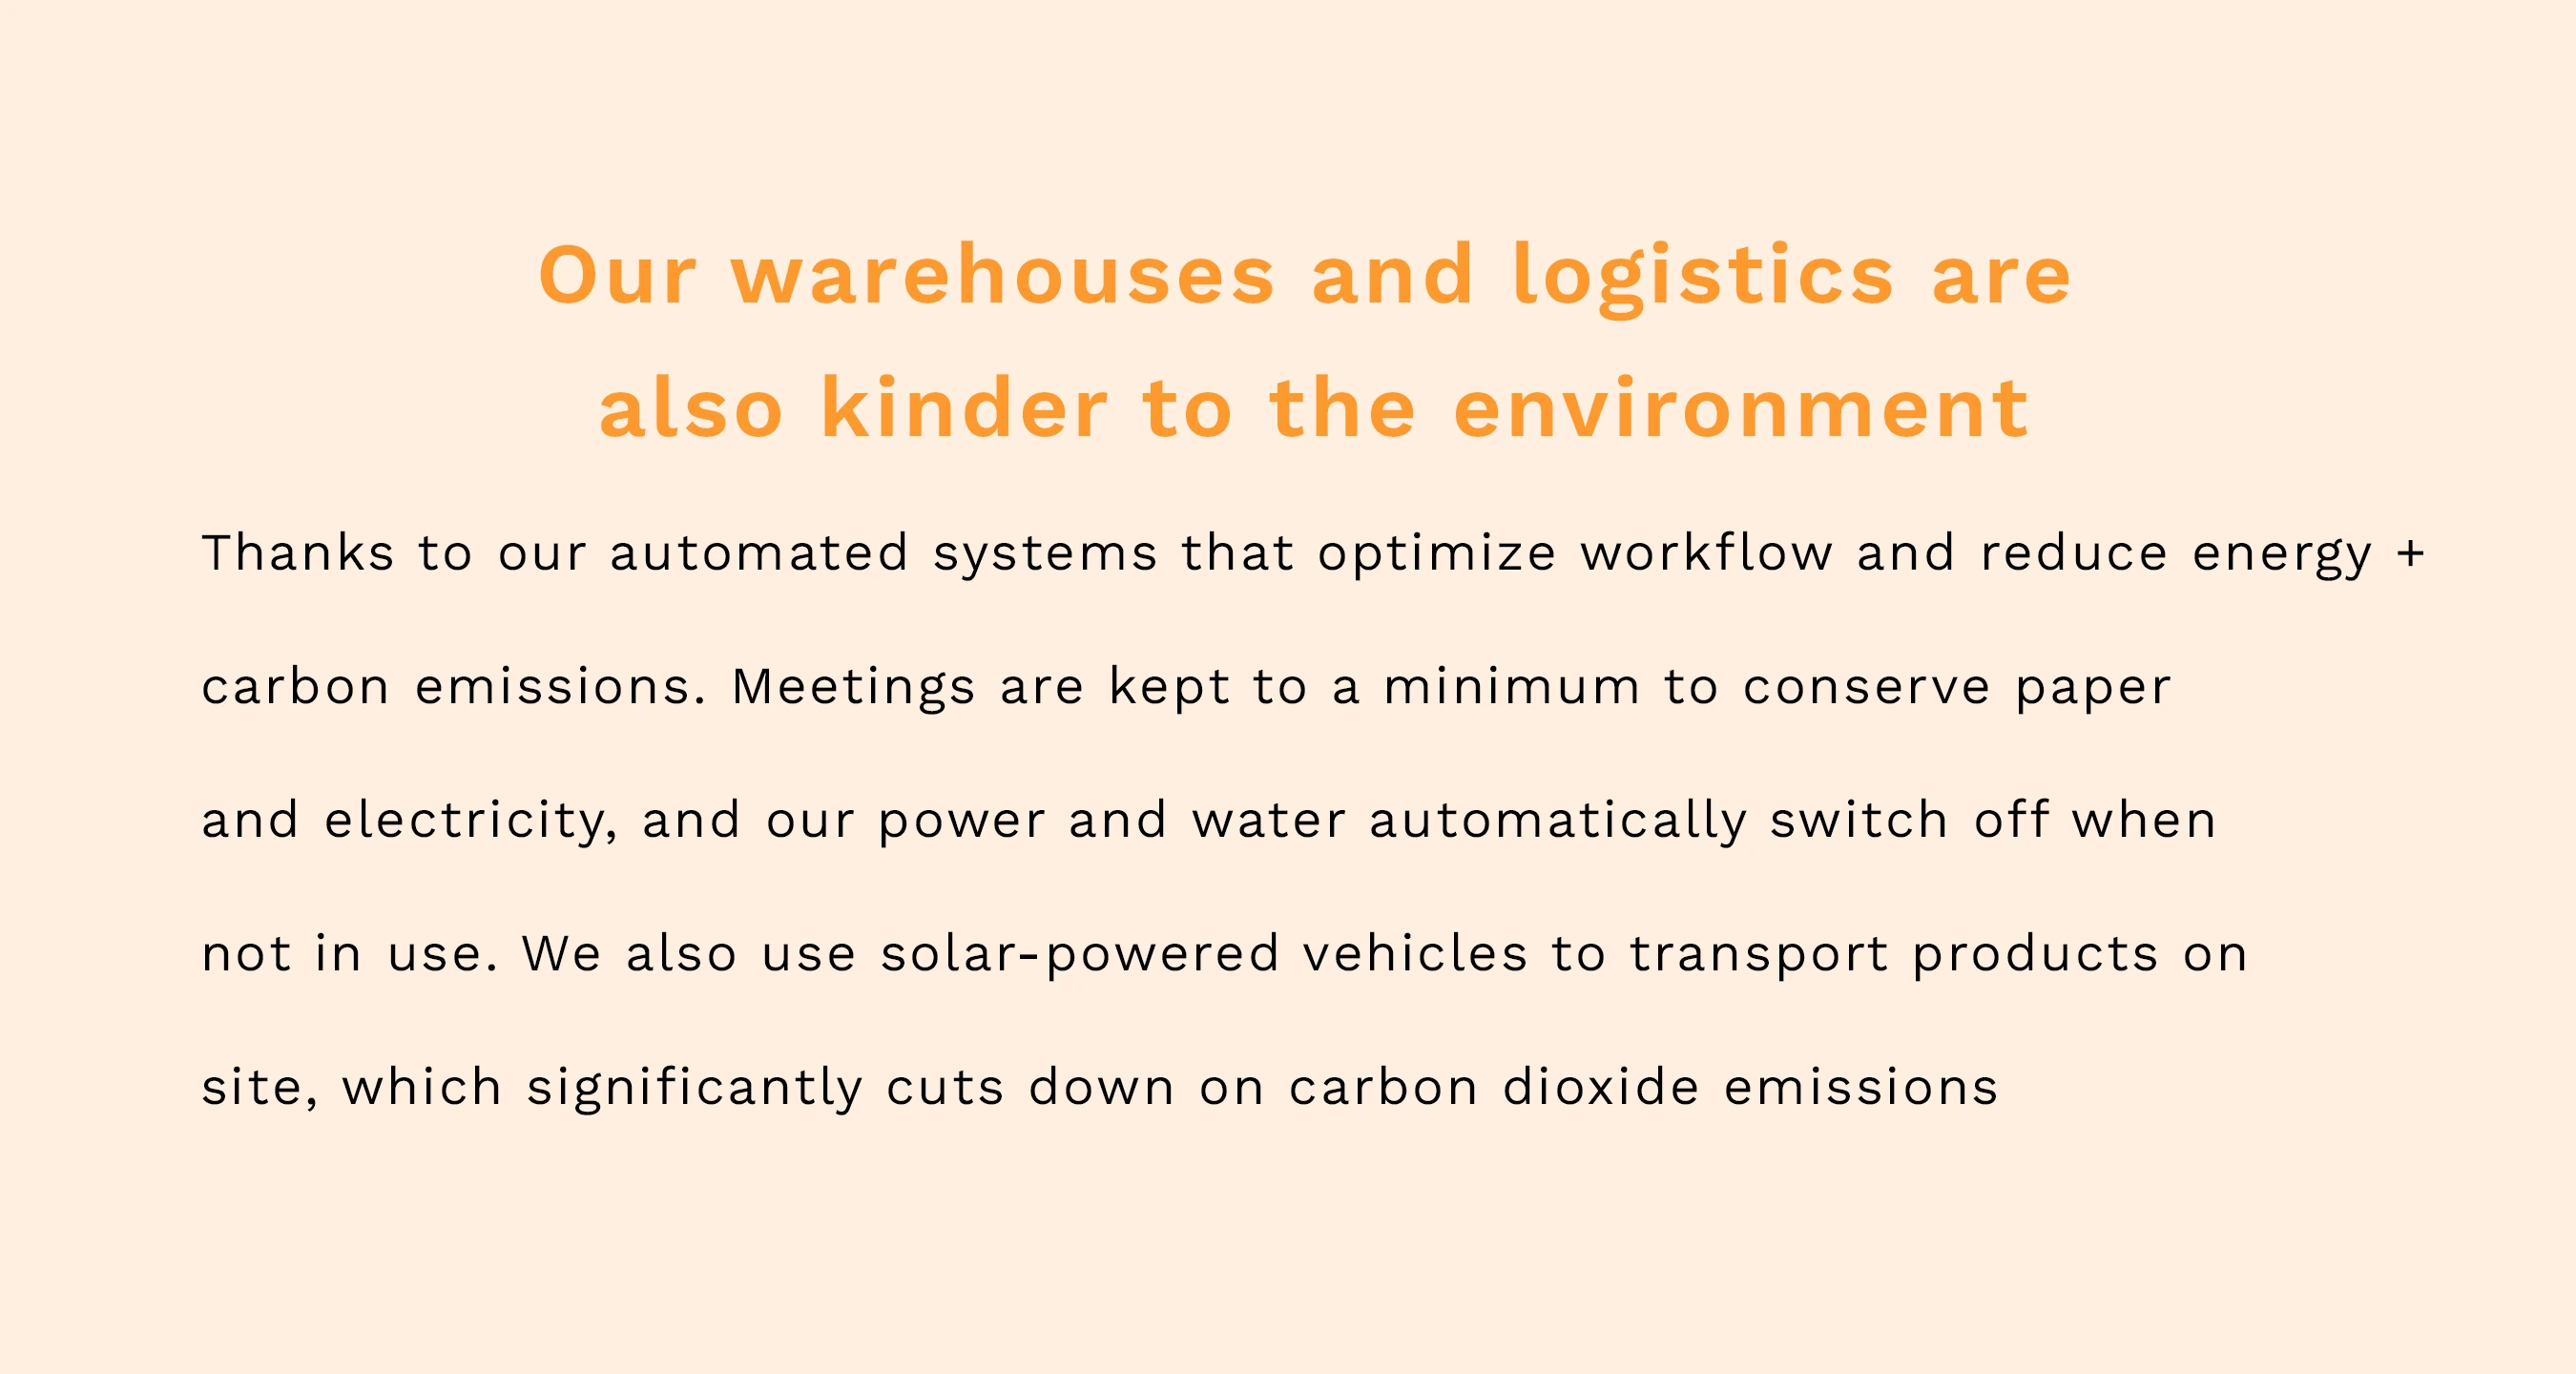 Our warehouses and logistics are
also kinder to the environment
Thanks to our automated systems that optimize workflow and reduce energy +
carbon emissions. Meetings are kept to a minimum to conserve paper
and electricity, and our power and water automatically switch off when
not in use. We also use solar-powered vehicles to transport products on
site, which significantly cuts down on carbon dioxide emissions